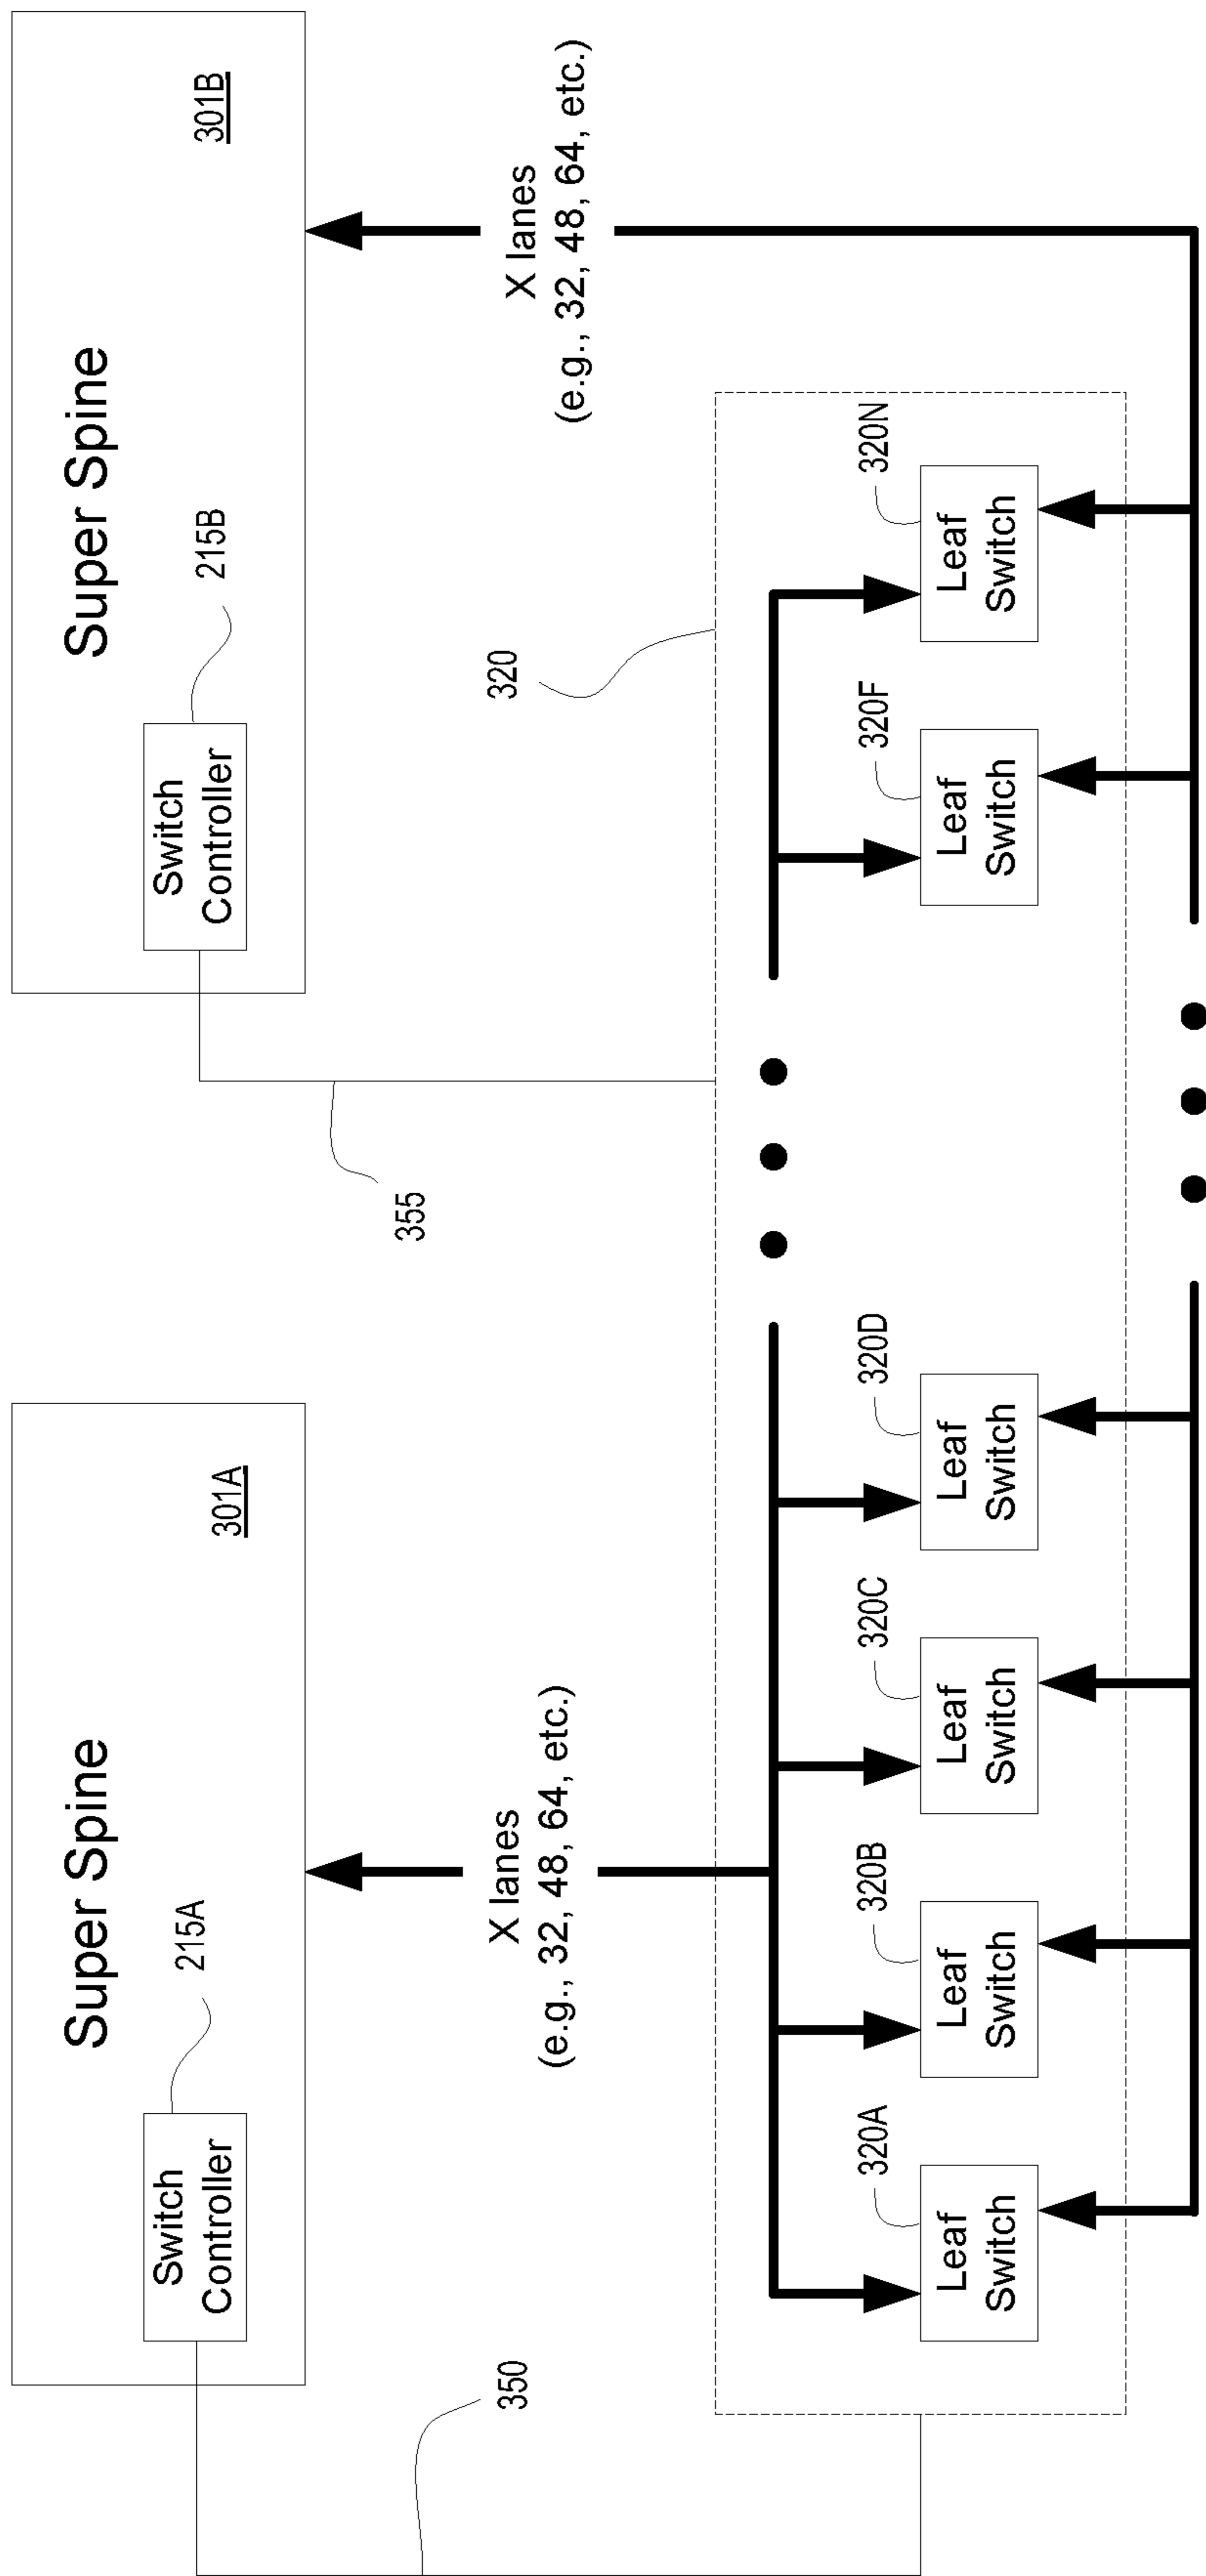 Super Spine
301A
Switch
Controller
215A
Super Spine
301B
Switch
Controller
215B
350
355
X lanes
(e.g., 32, 48, 64, etc.)
X lanes
(e.g., 32, 48, 64, etc.)
320
320A
Leaf
Switch
320B
Leaf
Switch
320C
Leaf
Switch
320D
Leaf
Switch
320F
Leaf
Switch
320N
Leaf
Switch